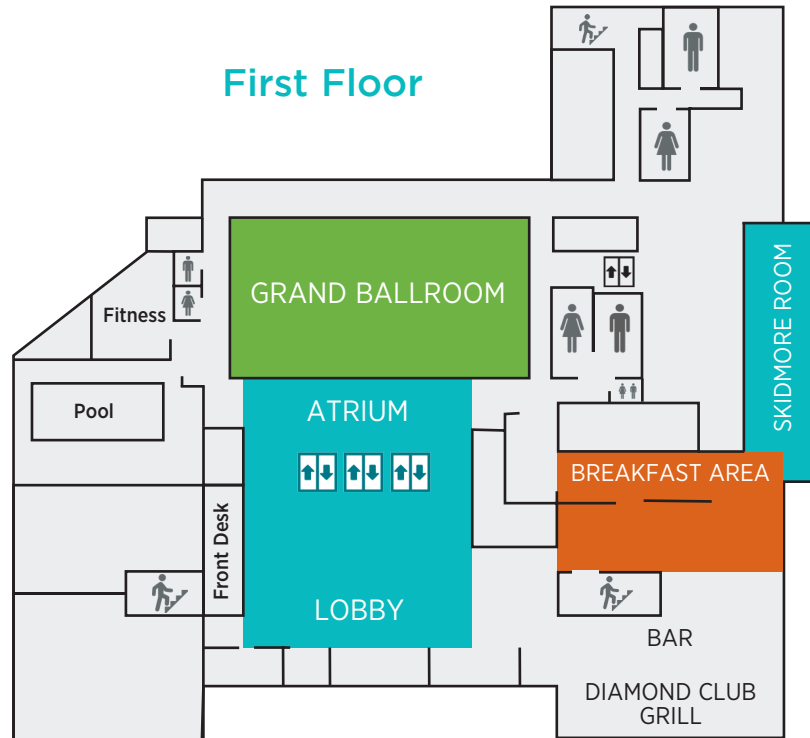 First Floor
GRAND BALLROOM
Fitness
SKIDMORE ROOM
Pool
ATRIUM
BREAKFAST AREA
Front Desk
LOBBY
BAR
DIAMOND CLUB
GRILL